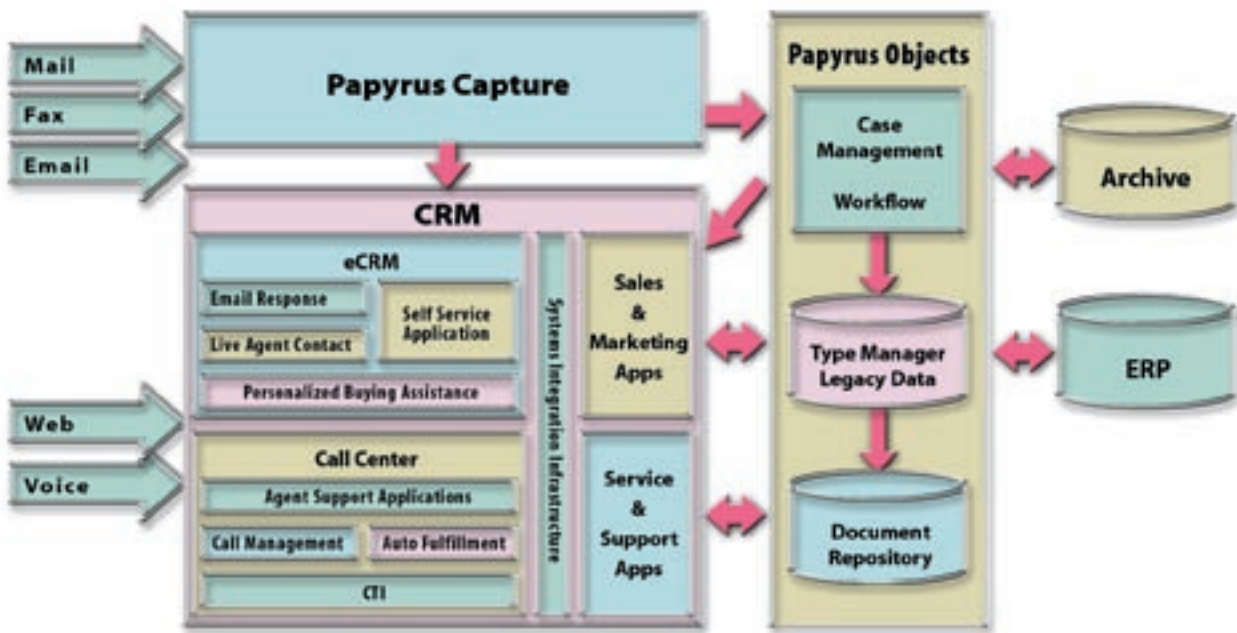 Mail
Fax
Email
Papyrus Capture
CRM
eCRM
Email Response
Live Agent Contact
Self Service
Application
Personalized Buying Assistance
Web
Voice
Call Center
Agent Support Applications
Call Management
Auto Fulfillment
CTI
Systems Integration Infrastructure
Sales
&
Marketing
Apps
Service
&
Support
Apps
Papyrus Objects
Case
Management
Workflow
Type Manager
Legacy Data
Document
Repository
Archive
ERP